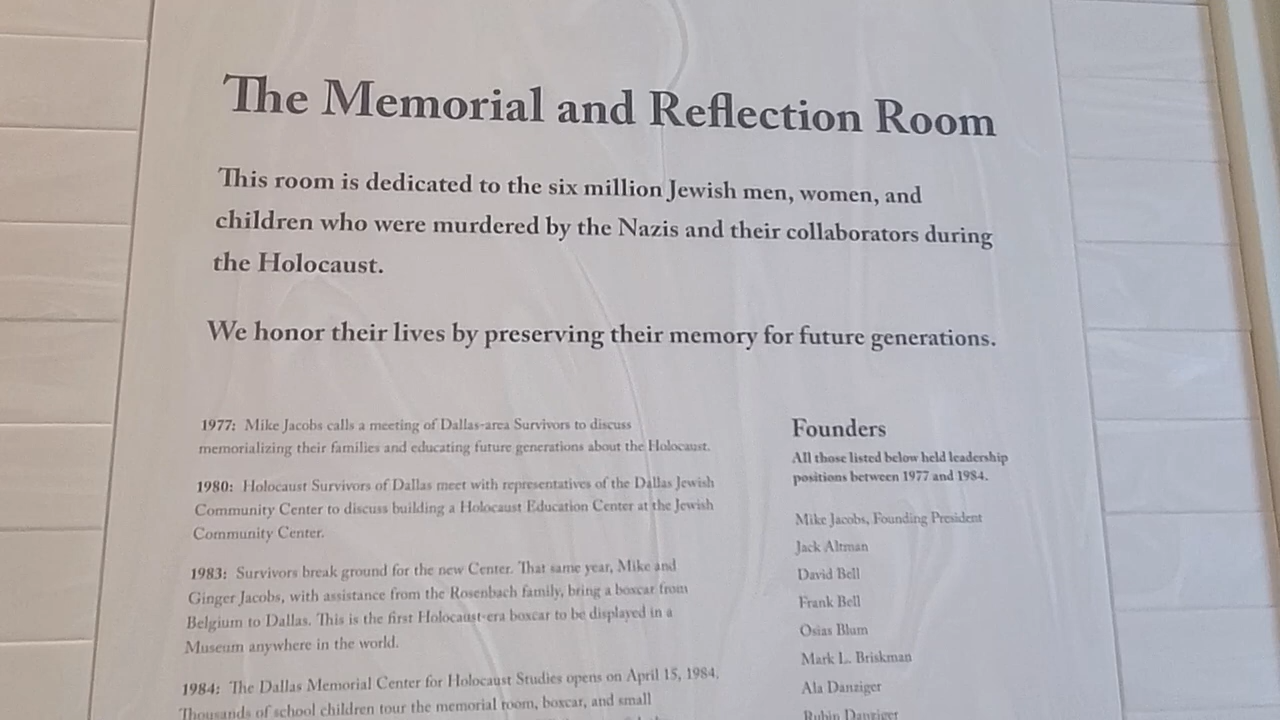 The Memorial and Reflection Room
This room is dedicated to the six million Jewish men, women, and
children who were murdered by the Nazis and their collaborators during
the Holocaust.
We honor their lives by preserving their memory for future generations.
1977: Mike Jacobs calls a meeting of Dallas-area Survivors to discuss
memorializing their families and educating future generations about the Holocaust.
1980: Holocaust Survivors of Dallas meet with representatives of the Dallas Jewish
Community Center to discuss building a Holocaust Education Center at the Jewish
Community Center.
1983: Survivors break ground for the new Center. That same year, Mike and
Ginger Jacobs, with assistance from the Rosenbach family, bring a boxcar from
Belgium to Dallas. This is the first Holocaust-era boxcar to be displayed in a
Museum anywhere in the world.
1984: The Dallas Memorial Center for Holocaust Studies opens on April 15, 1984.
Thousands of school children tour the memorial room, boxcar, and small
Founders
All those listed below held leadership
positions between 1977 and 1984.
Mike Jacobs, Founding President
Jack Altman
David Bell
Frank Bell
Osias Blum
Mark L. Briskman
Ala Danziger
Rubin Danziger